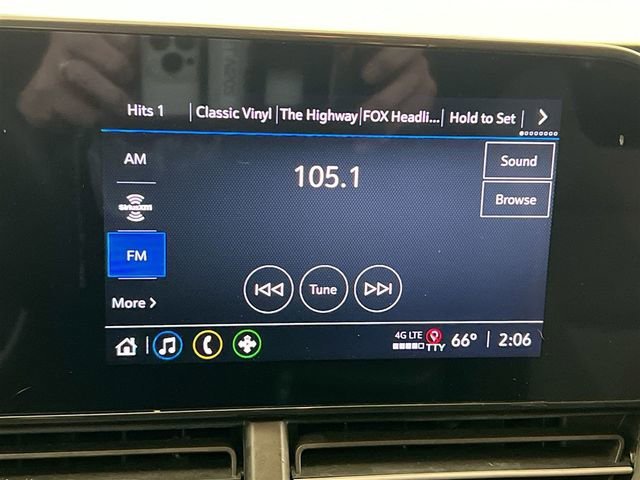 Hits 1 Classic Vinyl The Highway FOX Headli... Hold to Set
AM
Sound
105.1
SiriusXM
Browse
FM
Tune
More
4G LTE
TTY
66° 2:06